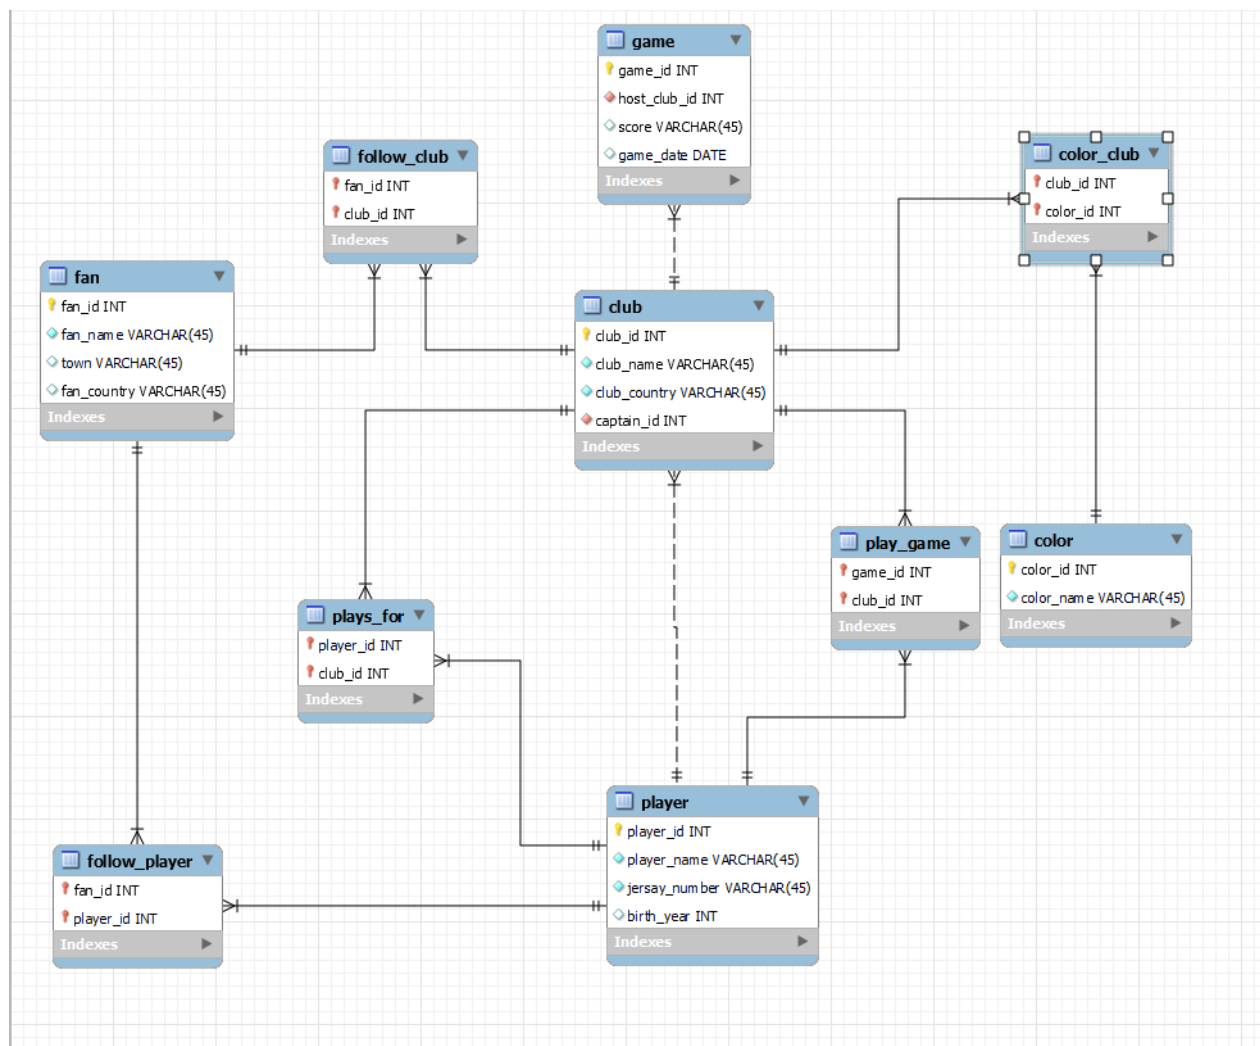 game
game_id INT
host_club_id INT
score VARCHAR(45)
game_date DATE
Indexes
follow_club
fan_id INT
club_id INT
Indexes
color_club
club_id INT
color_id INT
Indexes
fan
fan_id INT
fan_name VARCHAR(45)
town VARCHAR(45)
fan_country VARCHAR(45)
Indexes
club
club_id INT
club_name VARCHAR(45)
club_country VARCHAR(45)
captain_id INT
Indexes
play_game
game_id INT
club_id INT
Indexes
color
color_id INT
color_name VARCHAR(45)
Indexes
plays_for
player_id INT
club_id INT
Indexes
player
player_id INT
player_name VARCHAR(45)
jersay_number VARCHAR(45)
birth_year INT
Indexes
follow_player
fan_id INT
player_id INT
Indexes